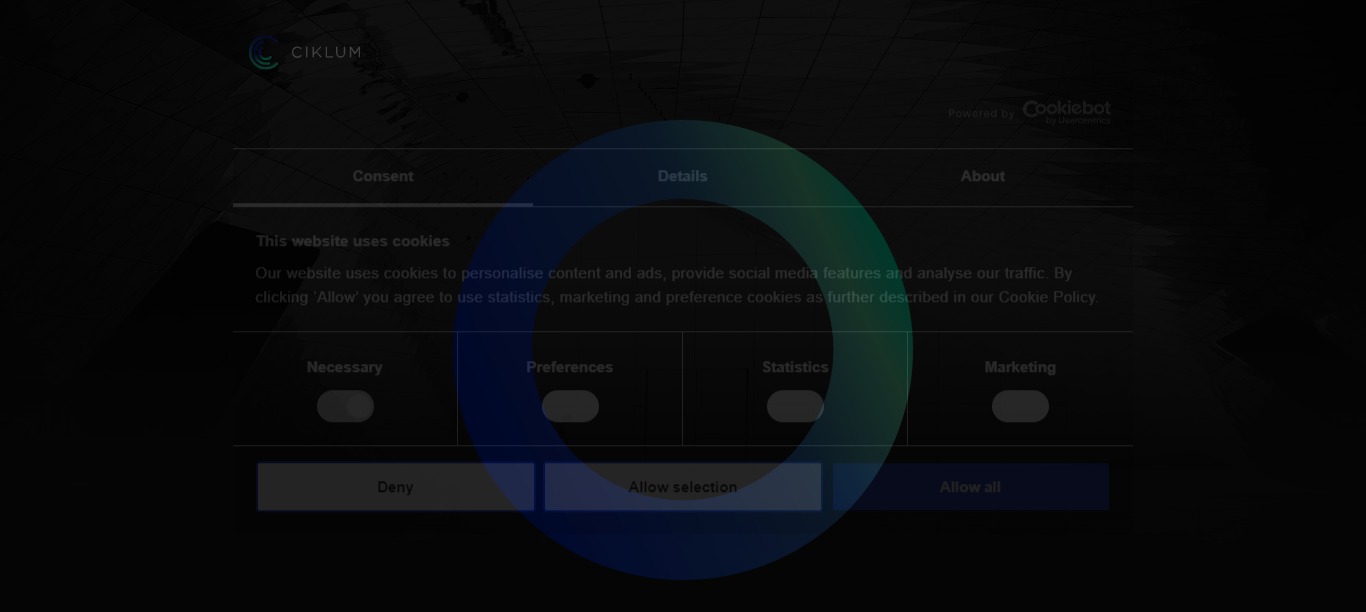 CIKLUM
Powered by Cookiebot
by Usercentrics
Consent Details About
This website uses cookies
Our website uses cookies to personalise content and ads, provide social media features and analyse our traffic. By
clicking 'Allow' you agree to use statistics, marketing and preference cookies as further described in our Cookie Policy.
Necessary Preferences Statistics Marketing
Deny Allow selection Allow all